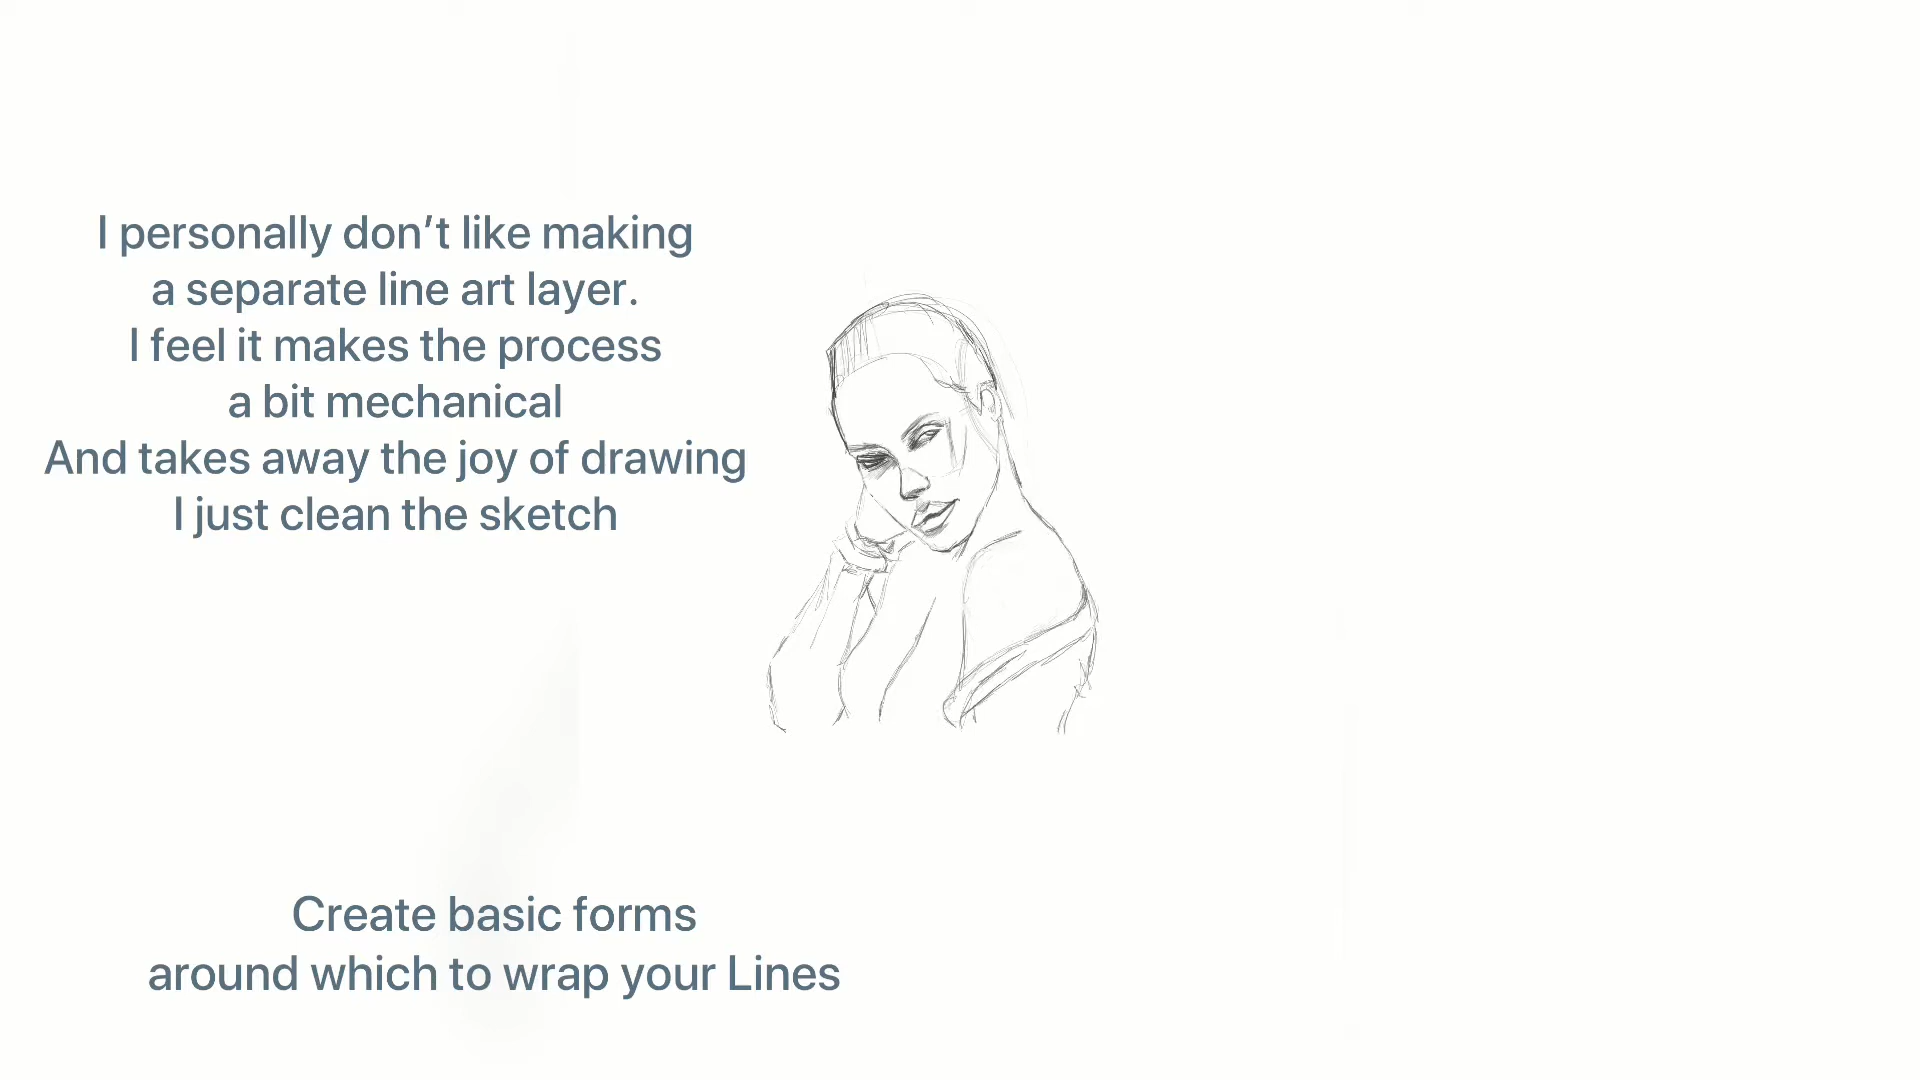 I personally don’t like making
a separate line art layer.
I feel it makes the process
a bit mechanical
And takes away the joy of drawing
I just clean the sketch
Create basic forms
around which to wrap your Lines